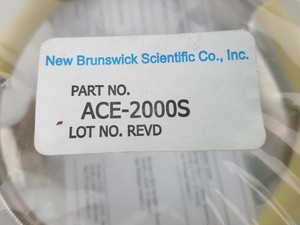 New Brunswick Scientific Co., Inc.
PART NO.
ACE-2000S
LOT NO. REVD